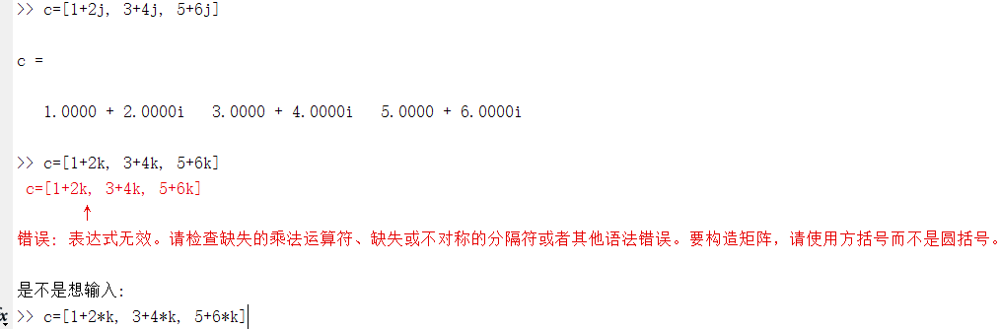 >> c=[1+2j, 3+4j, 5+6j]
c =
1.0000 + 2.0000i   3.0000 + 4.0000i   5.0000 + 6.0000i
>> c=[1+2k, 3+4k, 5+6k]
c=[1+2k, 3+4k, 5+6k]
↑
错误: 表达式无效。请检查缺失的乘法运算符、缺失或不对称的分隔符或者其他语法错误。要构造矩阵，请使用方括号而不是圆括号。
是不是想输入:
fx >> c=[1+2*k, 3+4*k, 5+6*k]